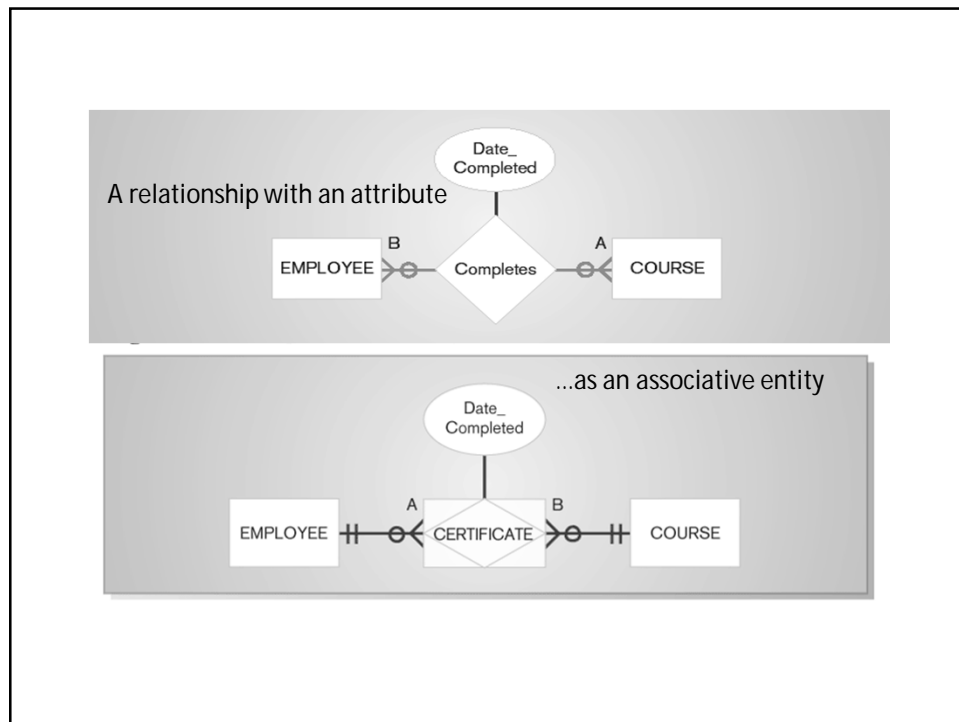 Date_
Completed
A relationship with an attribute
B
A
EMPLOYEE
Completes
COURSE
...as an associative entity
Date_
Completed
A
B
EMPLOYEE
CERTIFICATE
COURSE